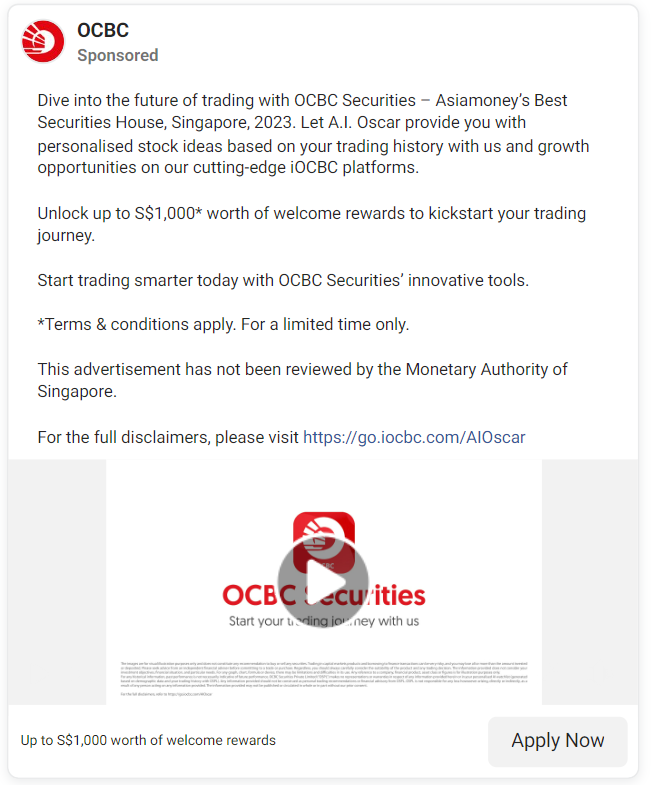 OCBC
Sponsored
Dive into the future of trading with OCBC Securities – Asiamoney’s Best
Securities House, Singapore, 2023. Let A.I. Oscar provide you with
personalised stock ideas based on your trading history with us and growth
opportunities on our cutting-edge iOCBC platforms.
Unlock up to S$1,000* worth of welcome rewards to kickstart your trading
journey.
Start trading smarter today with OCBC Securities’ innovative tools.
*Terms & conditions apply. For a limited time only.
This advertisement has not been reviewed by the Monetary Authority of
Singapore.
For the full disclaimers, please visit https://go.iocbc.com/AIOscar
OCBC Securities
Start your trading journey with us
Up to S$1,000 worth of welcome rewards
Apply Now